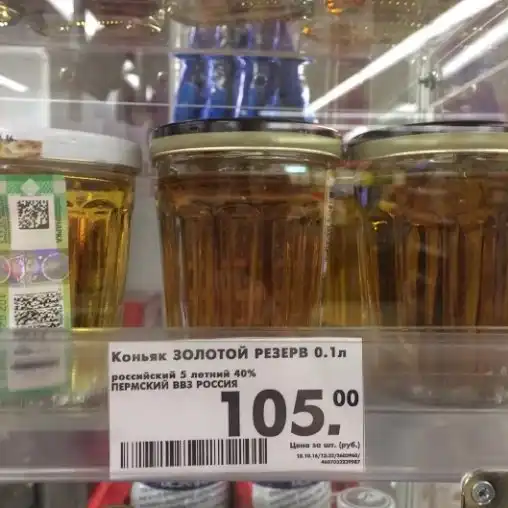 Коньяк ЗОЛОТОЙ РЕЗЕРВ 0.1л
российский 5 летний 40%
ПЕРМСКИЙ ВВЗ РОССИЯ
105.00
Цена за шт. (руб.)